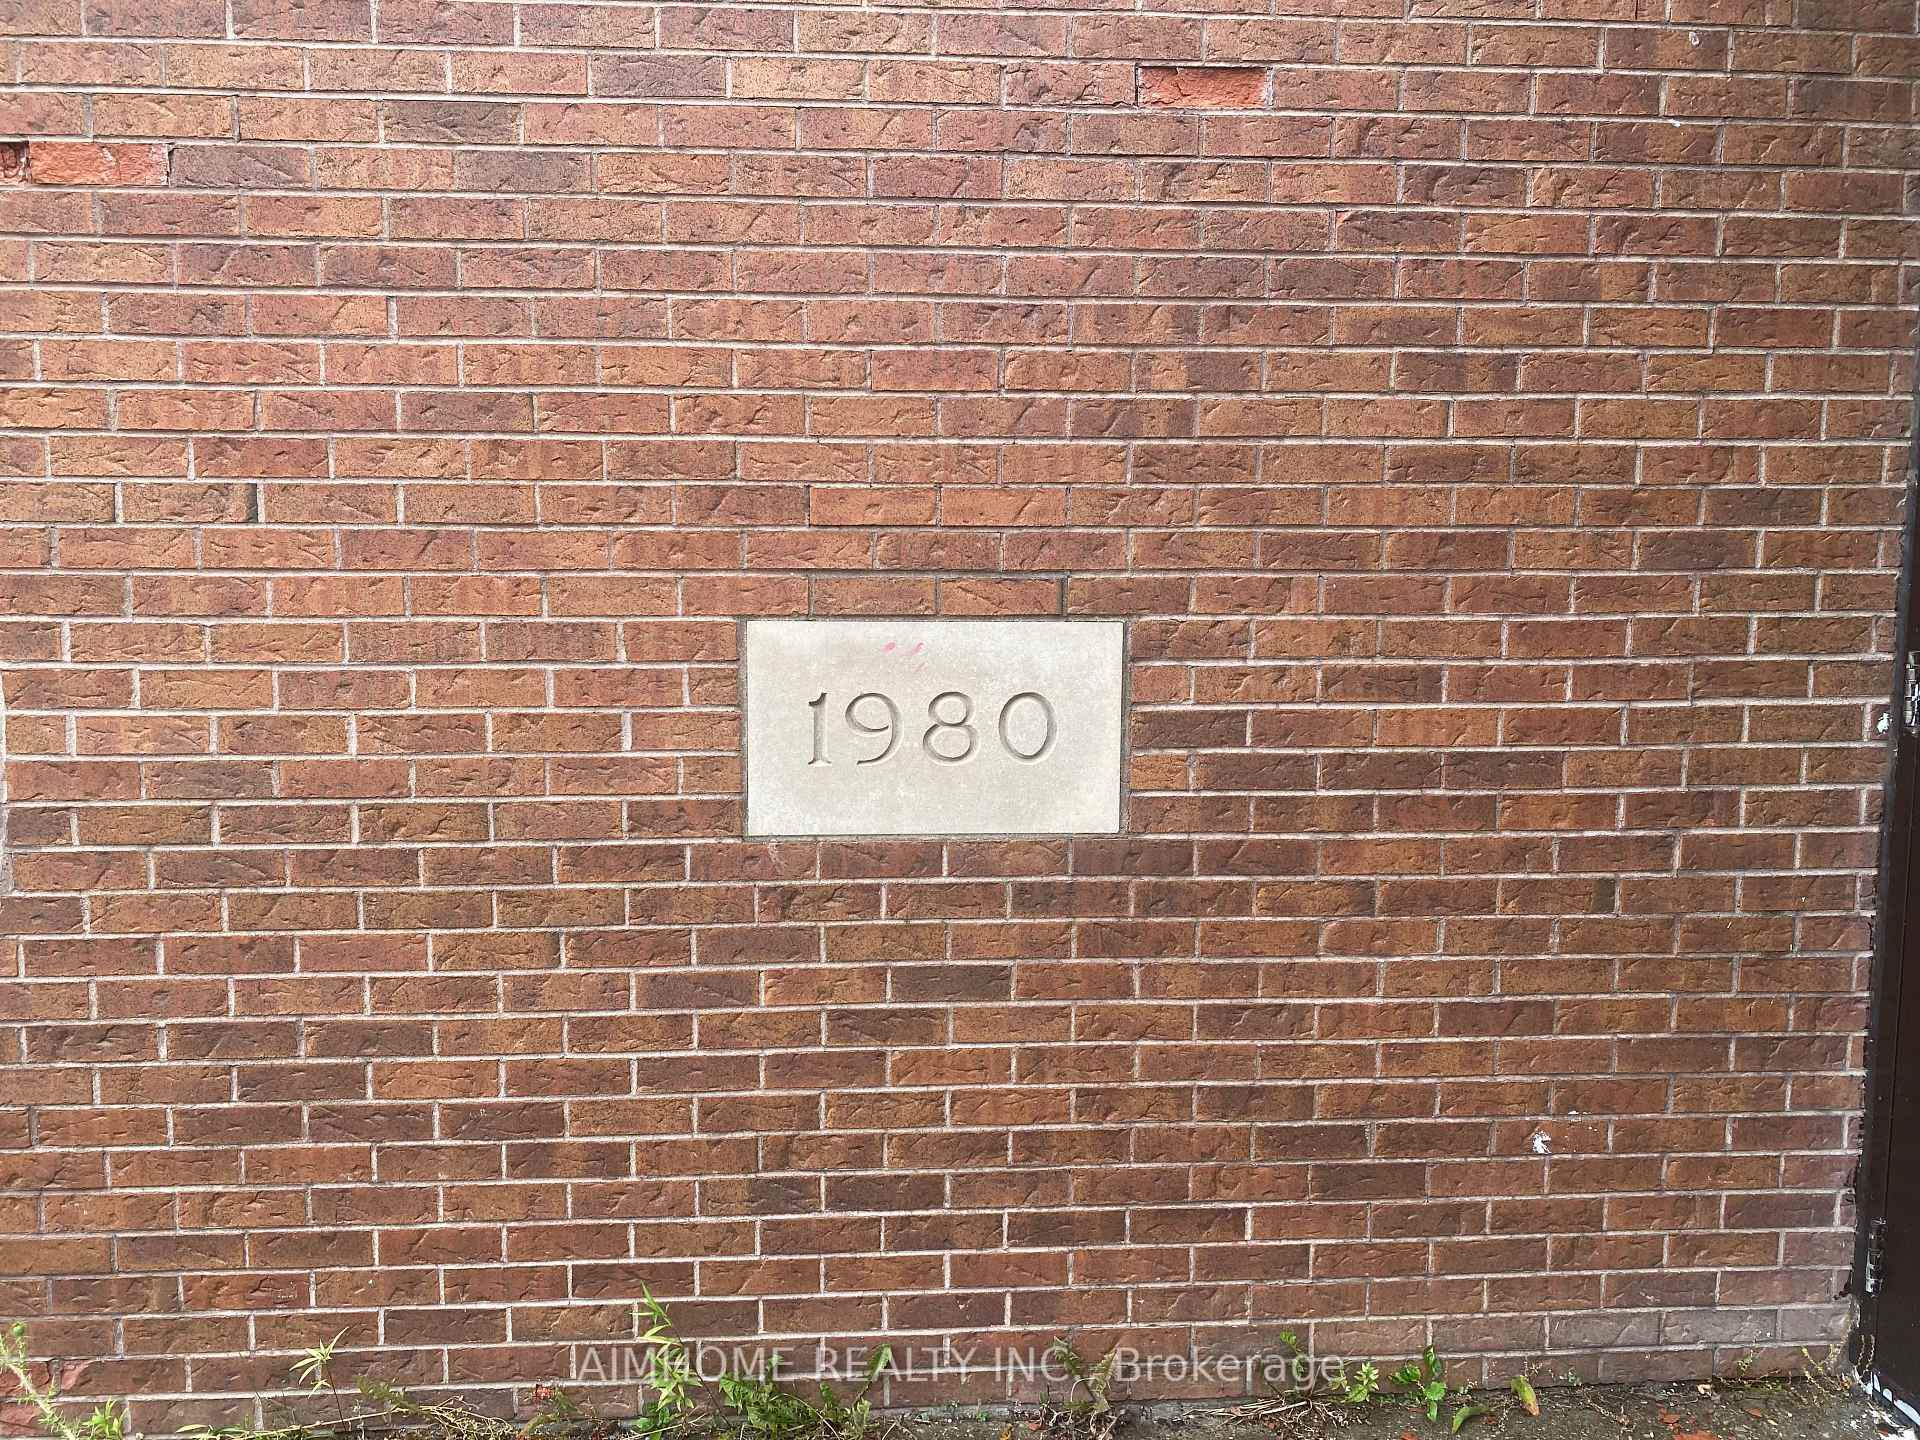 1980
AIMHOME REALTY INC., Brokerage